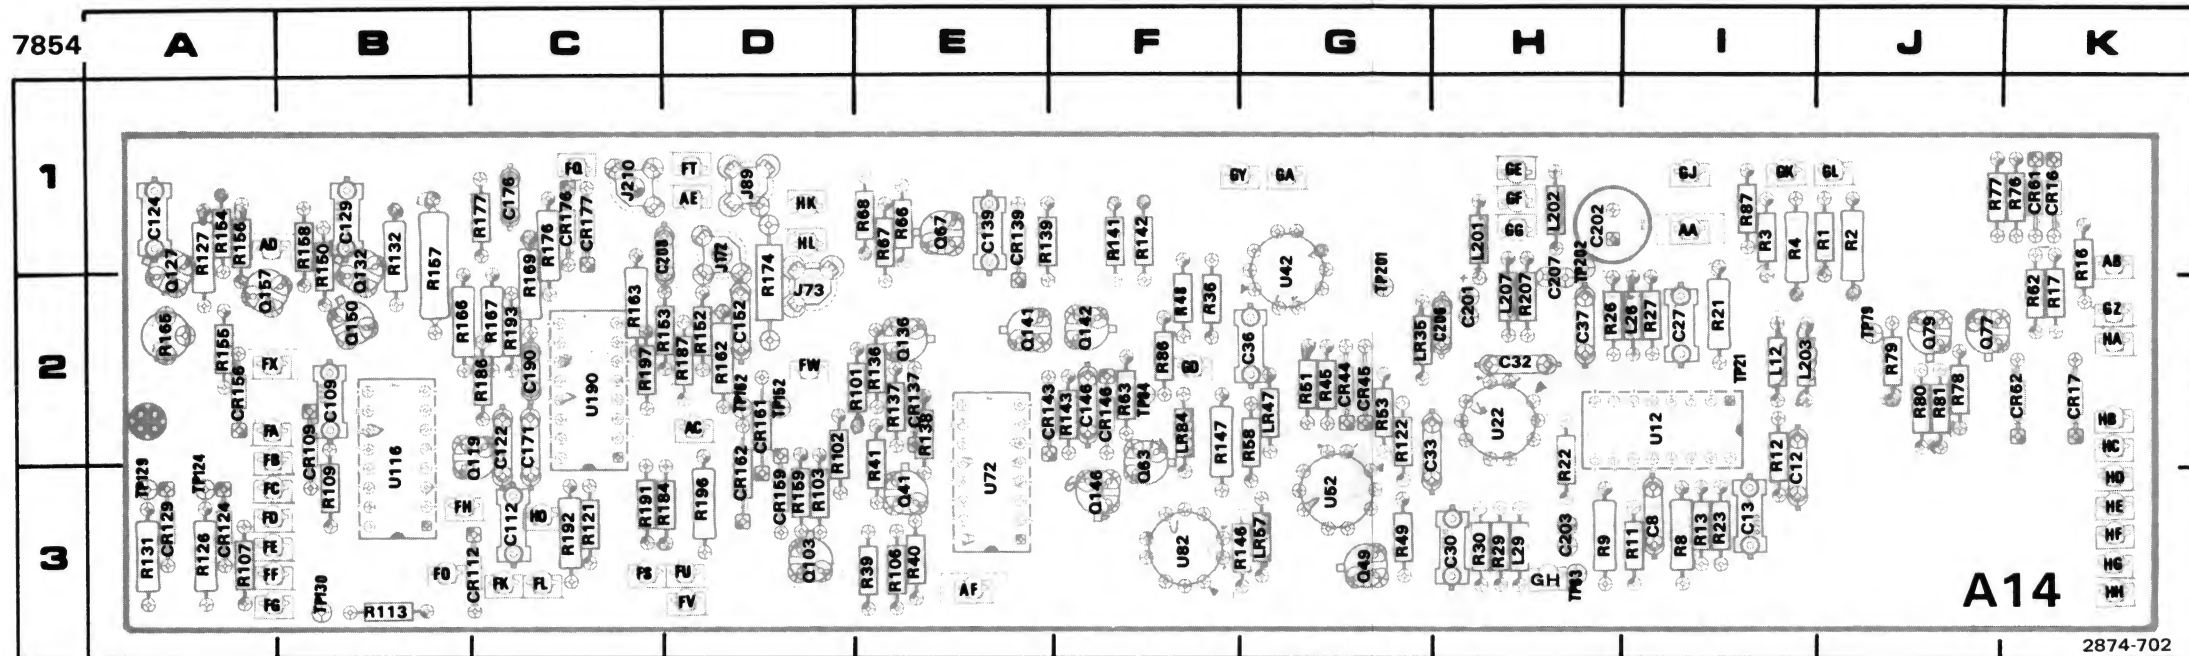 7854 A B C D E F G H I J K
1
C124 R127 R154 R156 AD R158 R150 C129 Q132 R132 R157 R177 C176 R169 R176 CR176 CR177 FQ J210 C208 FT AE J172 J89 R174 HK HL J73 R68 R67 R66 Q67 C139 CR139 R139 R141 R142 GY GA U42 TP201 L201 GE GF GG L202 C207 TP202 C202 GJ AA R87 R3 GK R4 GL R1 R2 R77 R76 CR61 CR16 R16 AB
Q127 Q157
2
R165 R155 CR156 FX FA FB Q150 C109 CR109 U116 R166 R167 R193 R186 C190 Q119 C122 C171 U190 R163 R197 R153 R187 R152 R162 C152 TP162 CR161 TP152 AC FW R102 R101 R136 Q136 R137 CR137 R138 R41 Q141 CR143 R143 Q142 C146 CR146 R63 TP84 R86 R48 R36 GD LR84 Q63 R147 C36 R58 LR47 R51 R45 CR44 CR45 R53 R122 LR35 C206 C33 C201 L207 R207 C32 U22 C37 R26 L26 R27 C27 R21 TP21 L12 L203 U12 R22 R12 C12 TP79 R79 Q79 Q77 R80 R81 R78 R62 R17 CR62 CR17 GZ HA HB HC
3
TP129 CR129 R131 TP124 R126 CR124 R107 FC FD FE FF FG R109 TP130 R113 FH FO CR112 C112 HO FK FL R192 R121 R191 R184 FS FU FV R196 CR162 CR159 R159 R103 Q103 Q41 R39 R106 R40 U72 AF Q146 U82 R146 LR57 U52 Q49 R49 C30 R30 R29 L29 C203 GH TP63 R9 R11 C8 R8 R13 R23 C13 HD HE HF HG HH
A14
2874-702